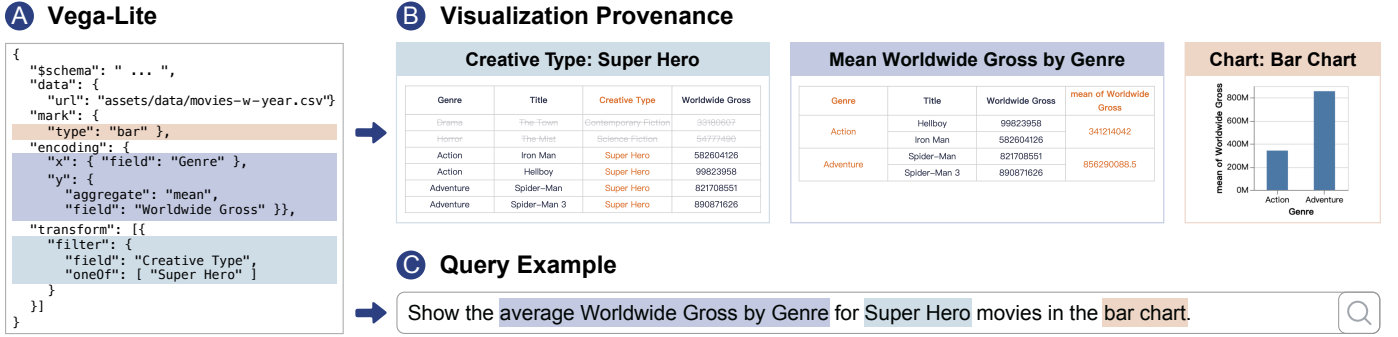 A Vega-Lite
{
"$schema": " ... ",
"data": {
"url": "assets/data/movies-w-year.csv"}
"mark": {
"type": "bar" },
"encoding": {
"x": { "field": "Genre" },
"y": {
"aggregate": "mean",
"field": "Worldwide Gross" }},
"transform": [{
"filter": {
"field": "Creative Type",
"oneOf": [ "Super Hero" ]
}
}]
}
B Visualization Provenance
Creative Type: Super Hero
Genre Title Creative Type Worldwide Gross
Drama The Town Contemporary Fiction 33180607
Horror The Mist Science Fiction 54777490
Action Iron Man Super Hero 582604126
Action Hellboy Super Hero 99823958
Adventure Spider-Man Super Hero 821708551
Adventure Spider-Man 3 Super Hero 890871626
Mean Worldwide Gross by Genre
Genre Title Worldwide Gross mean of Worldwide
Gross
Action Hellboy 99823958 341214042
Iron Man 582604126
Adventure Spider-Man 821708551 856290088.5
Spider-Man 3 890871626
Chart: Bar Chart
mean of Worldwide Gross
800M
600M
400M
200M
0M
Action Adventure
Genre
C Query Example
Show the average Worldwide Gross by Genre for Super Hero movies in the bar chart.